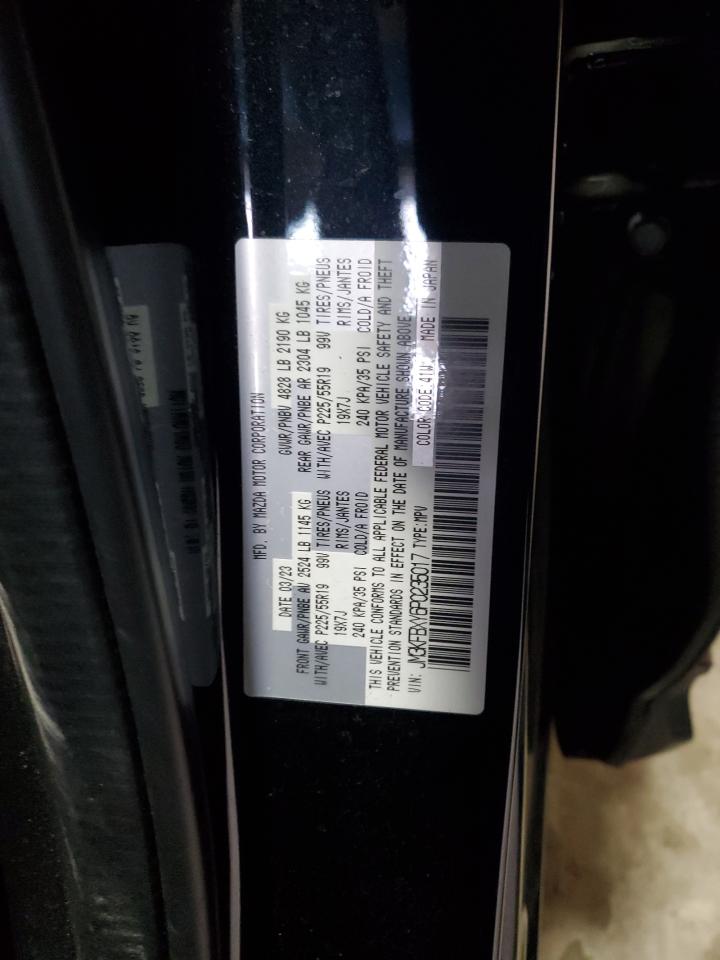 MFD. BY MAZDA MOTOR CORPORATION
DATE 03/23 GVWR/PNBV 4828 LB 2190 KG
FRONT GAWR/PNBE AV 2524 LB 1145 KG REAR GAWR/PNBE AR 2304 LB 1045 KG
WITH/AVEC P225/55R19 99V TIRES/PNEUS WITH/AVEC P225/55R19 99V TIRES/PNEUS
19X7J RIMS/JANTES 19X7J RIMS/JANTES
240 KPA/35 PSI COLD/A FROID 240 KPA/35 PSI COLD/A FROID
THIS VEHICLE CONFORMS TO ALL APPLICABLE FEDERAL MOTOR VEHICLE SAFETY AND THEFT
PREVENTION STANDARDS IN EFFECT ON THE DATE OF MANUFACTURE SHOWN ABOVE.
VIN: JM3KFBXY6P0235017 TYPE:MPV COLOR CODE:41W MADE IN JAPAN